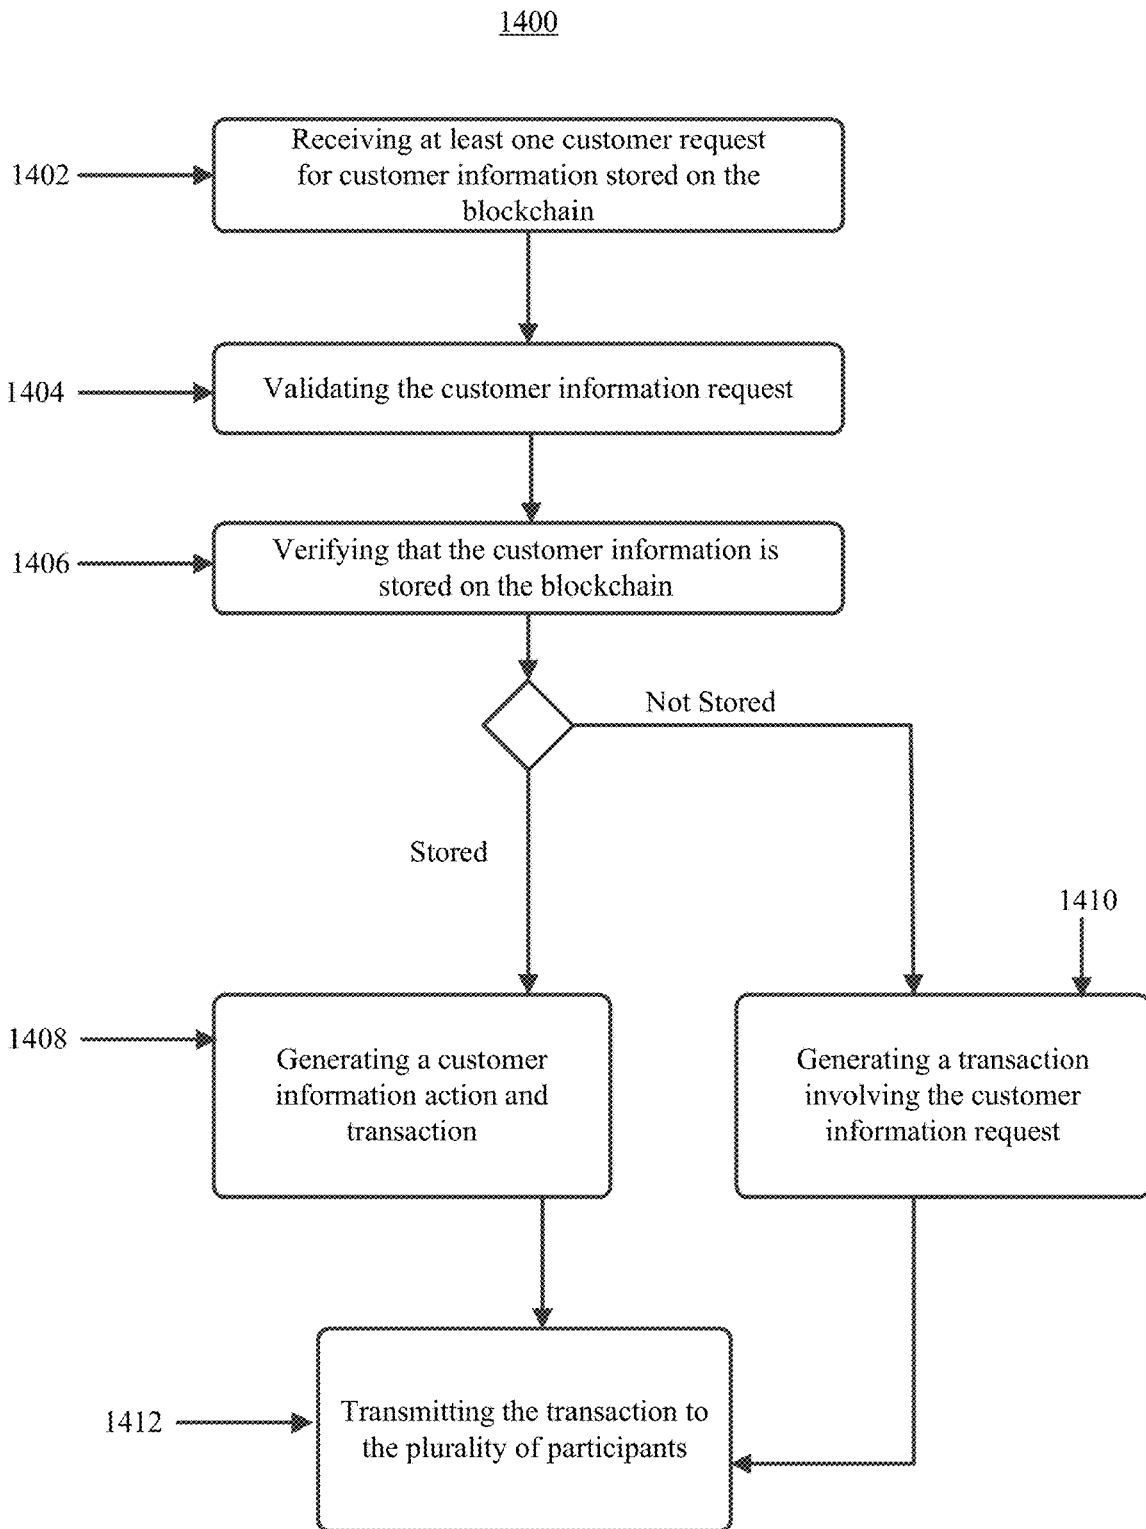 1400
Receiving at least one customer request
for customer information stored on the
blockchain
1402
Validating the customer information request
1404
Verifying that the customer information is
stored on the blockchain
1406
Not Stored
Stored
1410
1408
Generating a customer
information action and
transaction
Generating a transaction
involving the customer
information request
1412
Transmitting the transaction to
the plurality of participants